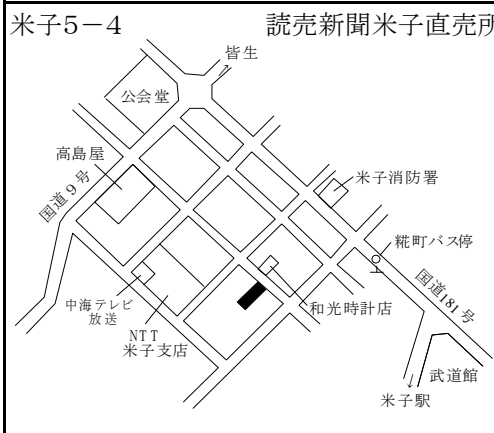 米子5－4
読売新聞米子直売所
皆生
公会堂
高島屋
国道9号
米子消防署
糀町バス停
中海テレビ
放送
NTT
米子支店
和光時計店
国道181号
武道館
米子駅